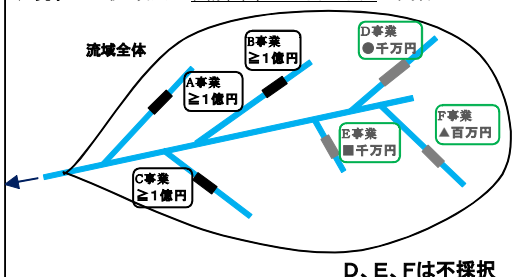 流域全体
B事業
≧1億円
D事業
●千万円
A事業
≧1億円
F事業
▲百万円
E事業
■千万円
C事業
≧1億円
D、E、Fは不採択